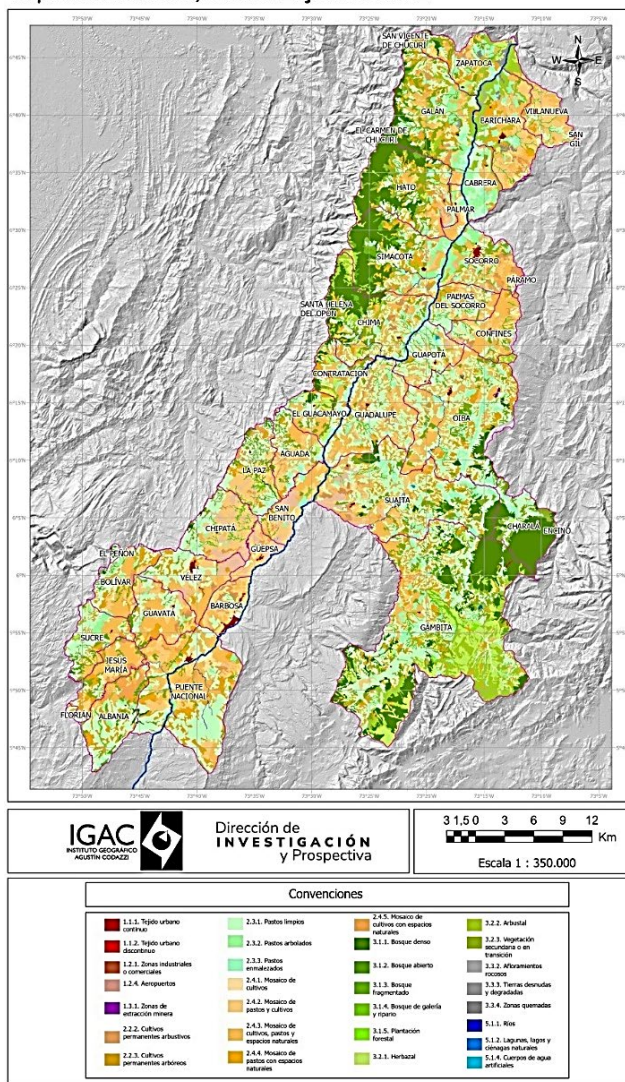 SAN VICENTE
DE CHUCURÍ
ZAPATOCA
N
W E
S
GALÁN
VILLANUEVA
BARICHARA
EL CARMEN DE
CHUCURÍ
SAN
GIL
CABRERA
HATO
PALMAR
SIMACOTA
SOCORRO
PÁRAMO
SANTA HELENA
DEL OPÓN
PALMAS
DEL SOCORRO
CHIMA
CONFINES
GUAPOTÁ
CONTRATACIÓN
EL GUACAMAYO
GUADALUPE
OIBA
AGUADA
LA PAZ
SUAITA
SAN
BENITO
CHIPATÁ
CHARALÁ
ENCINO
GÜEPSA
EL PEÑÓN
VÉLEZ
BOLÍVAR
BARBOSA
GUAVATÁ
SUCRE
GÁMBITA
JESÚS
MARÍA
PUENTE
NACIONAL
FLORIÁN
ALBANIA
IGAC
INSTITUTO GEOGRÁFICO
AGUSTÍN CODAZZI
Dirección de
INVESTIGACIÓN
y Prospectiva
3 1,5 0 3 6 9 12
Km
Escala 1 : 350.000
Convenciones
1.1.1. Tejido urbano
continuo
1.1.2. Tejido urbano
discontinuo
1.2.1. Zonas industriales
o comerciales
1.2.4. Aeropuertos
1.3.1. Zonas de
extracción minera
2.2.2. Cultivos
permanentes arbustivos
2.2.3. Cultivos
permanentes arbóreos
2.3.1. Pastos limpios
2.3.2. Pastos arbolados
2.3.3. Pastos
enmalezados
2.4.1. Mosaico de
cultivos
2.4.2. Mosaico de
pastos y cultivos
2.4.3. Mosaico de
cultivos, pastos y
espacios naturales
2.4.4. Mosaico de
pastos con espacios
naturales
2.4.5. Mosaico de
cultivos con espacios
naturales
3.1.1. Bosque denso
3.1.2. Bosque abierto
3.1.3. Bosque
fragmentado
3.1.4. Bosque de galería
y ripario
3.1.5. Plantación
forestal
3.2.1. Herbazal
3.2.2. Arbustal
3.2.3. Vegetación
secundaria o en
transición
3.3.2. Afloramientos
rocosos
3.3.3. Tierras desnudas
y degradadas
3.3.4. Zonas quemadas
5.1.1. Ríos
5.1.2. Lagunas, lagos y
ciénagas naturales
5.1.4. Cuerpos de agua
artificiales